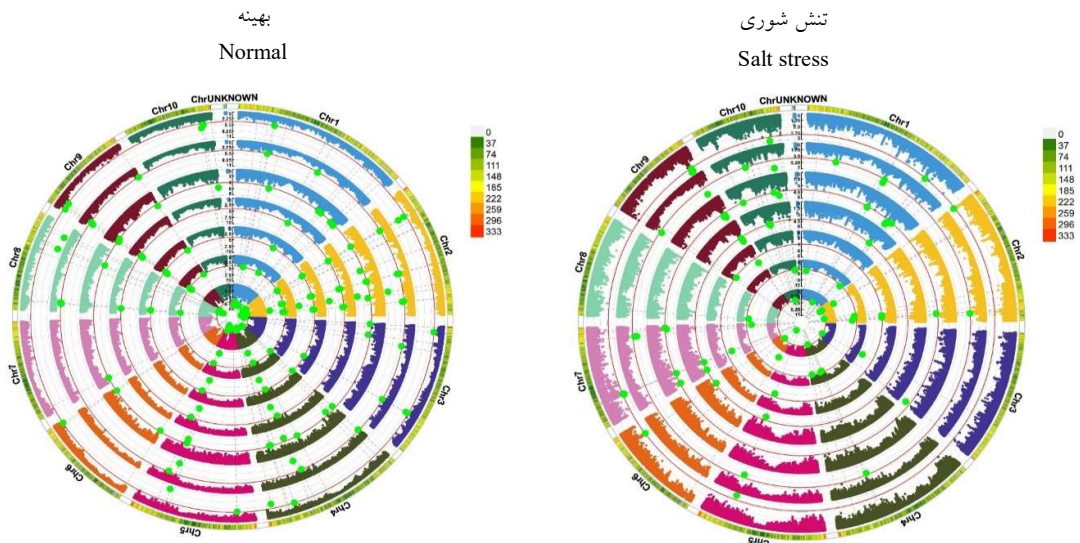 بهینه
Normal
تنش شوری
Salt stress
ChrUNKNOWN
Chr1
Chr2
Chr3
Chr4
Chr5
Chr6
Chr7
Chr8
Chr9
Chr10
0
37
74
111
148
185
222
259
296
333
ChrUNKNOWN
Chr1
Chr2
Chr3
Chr4
Chr5
Chr6
Chr7
Chr8
Chr9
Chr10
0
37
74
111
148
185
222
259
296
333